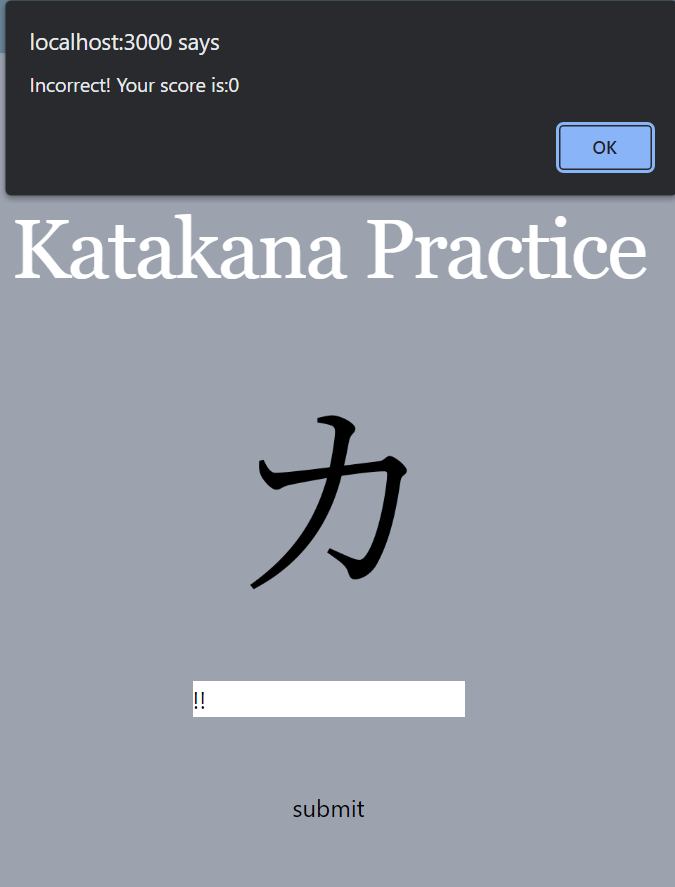 localhost:3000 says
Incorrect! Your score is:0
OK
Katakana Practice
カ
!!
submit